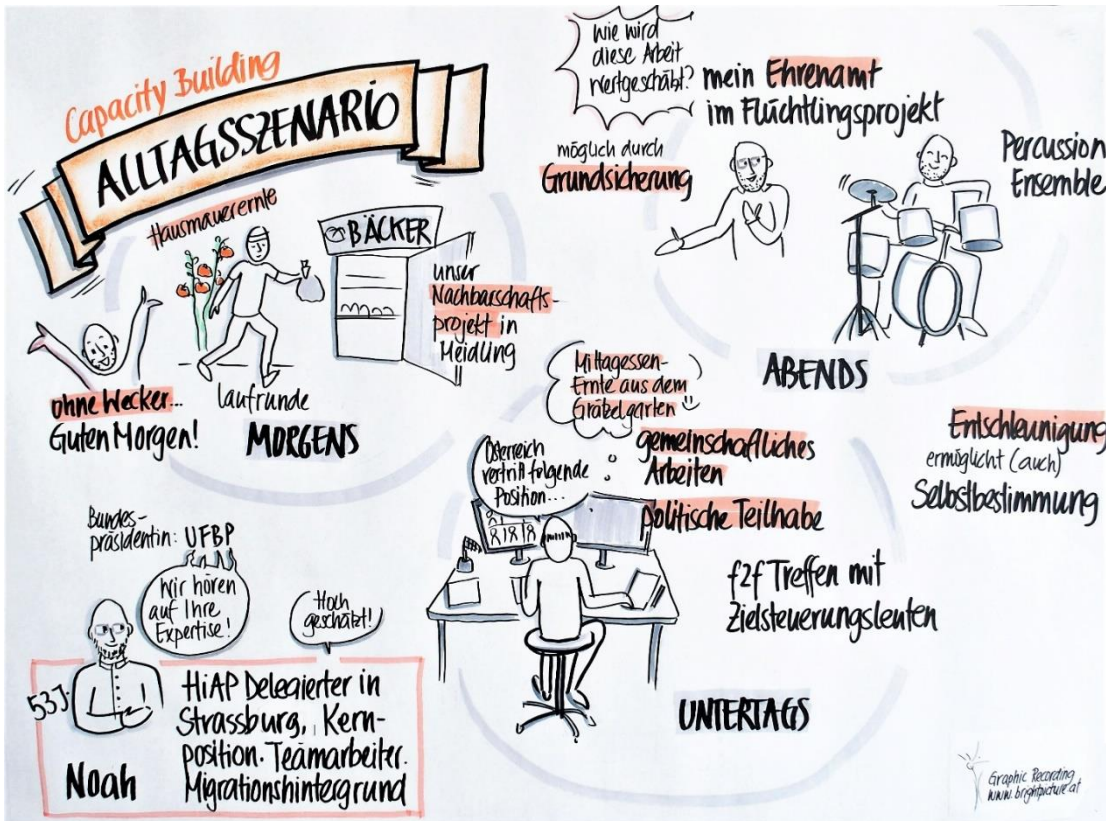 Capacity Building
ALLTAGSSZENARIO
Hausmauerernte
BÄCKER
unser
Nachbarschafts-
projekt in
Meidlung
ohne Wecker...
Guten Morgen!
Laufrunde
MORGENS
Wie wird
diese Arbeit
wertgeschätzt?
mein Ehrenamt
im Flüchtlingsprojekt
möglich durch
Grundsicherung
Percussion
Ensemble
ABENDS
Mittagessen-
Ernte aus dem
Grätzelgarten
gemeinschaftliches
Arbeiten
politische Teilhabe
Österreich
vertritt folgende
Position...
f2f Treffen mit
Zielsteuerungsleuten
UNTERTAGS
Entschleunigung
ermöglicht (auch)
Selbstbestimmung
Bundes-
präsidentin: UFBP
Wir hören
auf Ihre
Expertise!
Hoch
geschätzt!
53J.
Noah
HiAP Delegierter in
Strassburg, Kern-
position. Teamarbeiter.
Migrationshintergrund
Graphic Recording
www.brightpicture.at